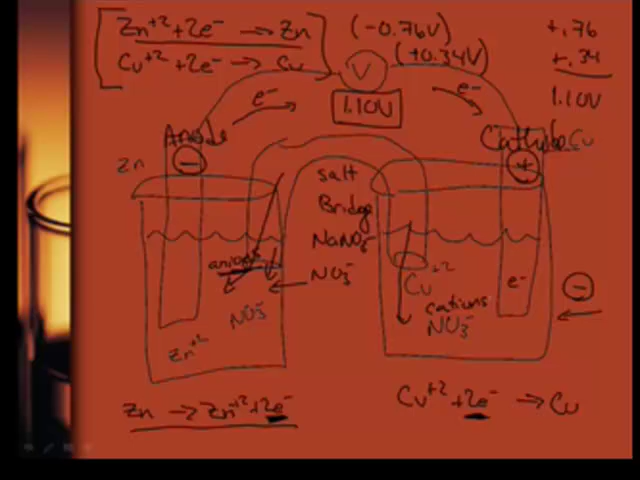 Zn⁺² + 2e⁻ → Zn (−0.76V)
Cu⁺² + 2e⁻ → Cu (+0.34V)
+.76
+.34
1.10V
V
1.10V
e⁻
e⁻
Anode
−
Zn
Cathode
Cu
+
salt
Bridge
NaNO₃
anions
NO₃⁻
NO₃⁻
Zn⁺²
Cu⁺²
cations
NO₃⁻
e⁻
−
Zn → Zn⁺² + 2e⁻
Cu⁺² + 2e⁻ → Cu